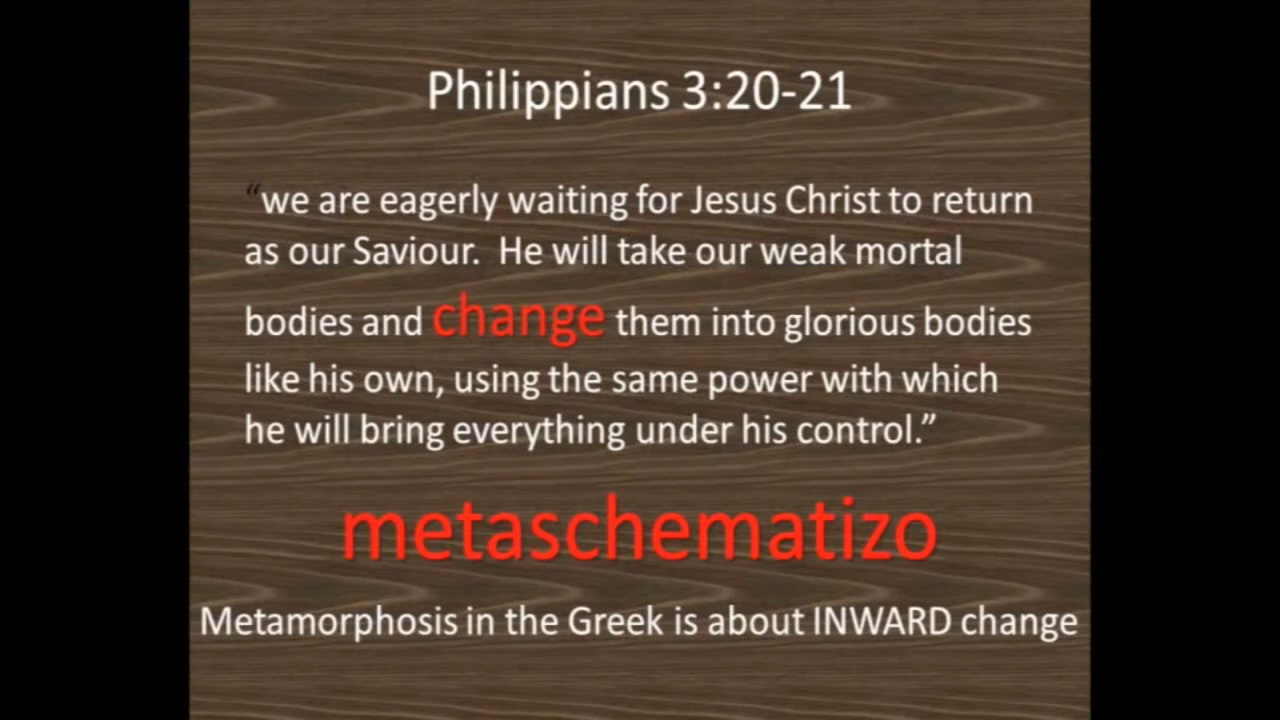 Philippians 3:20-21
“we are eagerly waiting for Jesus Christ to return
as our Saviour. He will take our weak mortal
bodies and change them into glorious bodies
like his own, using the same power with which
he will bring everything under his control.”
metaschematizo
Metamorphosis in the Greek is about INWARD change